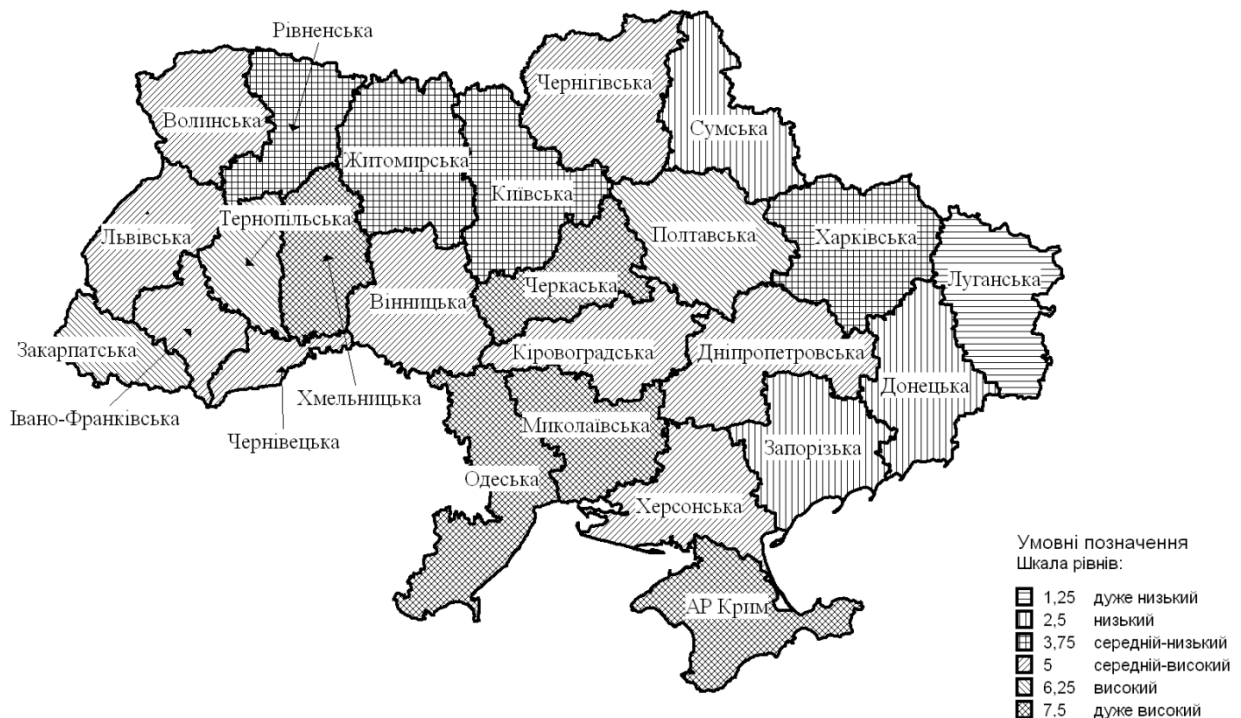 Рівненська
Чернігівська
Волинська
Сумська
Житомирська
Київська
Тернопільська
Львівська
Полтавська
Харківська
Луганська
Вінницька
Черкаська
Закарпатська
Кіровоградська
Дніпропетровська
Донецька
Хмельницька
Івано-Франківська
Чернівецька
Миколаївська
Запорізька
Одеська
Херсонська
АР Крим
Умовні позначення
Шкала рівнів:
1,25 дуже низький
2,5 низький
3,75 середній-низький
5 середній-високий
6,25 високий
7,5 дуже високий